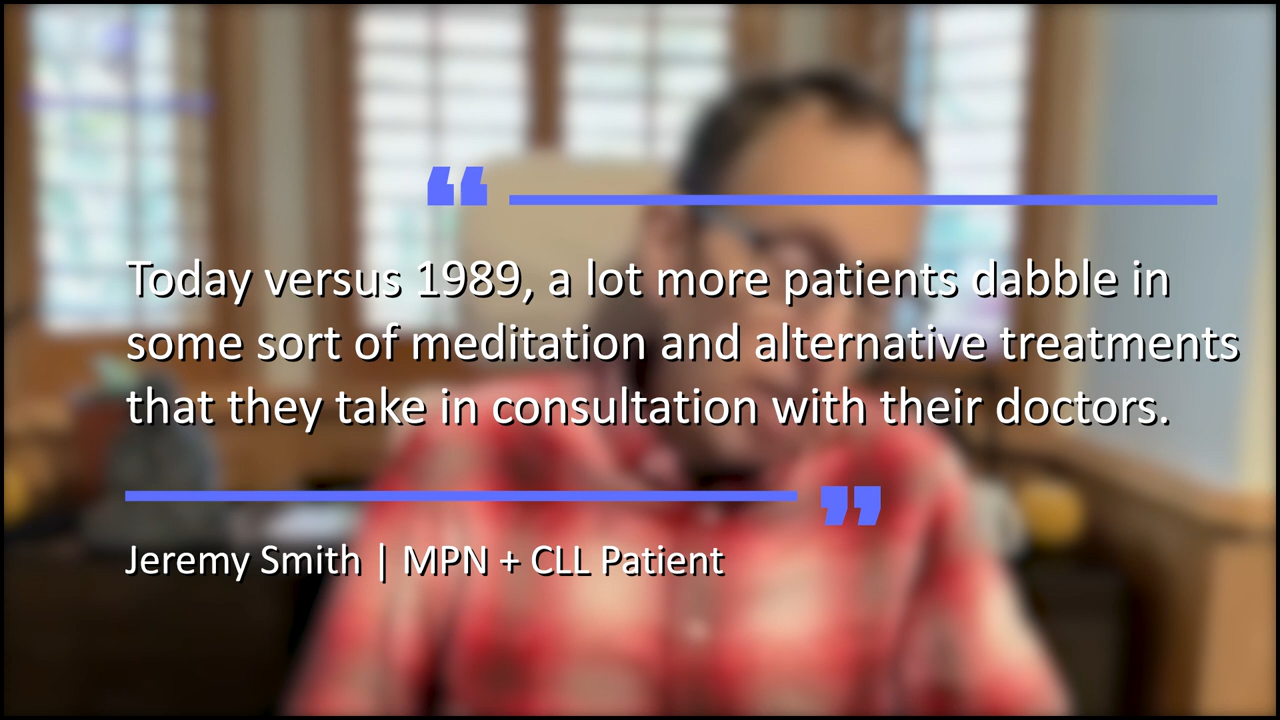 “
Today versus 1989, a lot more patients dabble in
some sort of meditation and alternative treatments
that they take in consultation with their doctors.
”
Jeremy Smith | MPN + CLL Patient